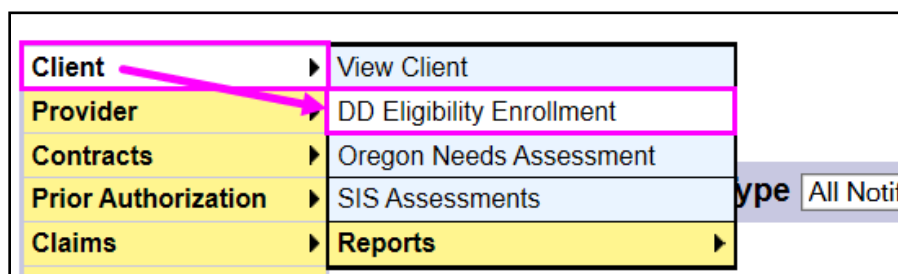 Client View Client
Provider DD Eligibility Enrollment
Contracts Oregon Needs Assessment
Prior Authorization SIS Assessments ype All Noti
Claims Reports